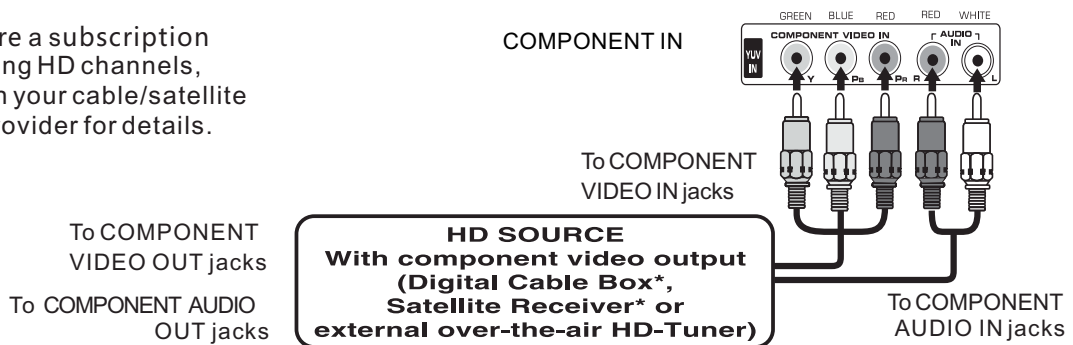 re a subscription
ng HD channels,
your cable/satellite
ovider for details.
COMPONENT IN
GREEN BLUE RED RED WHITE
COMPONENT VIDEO IN AUDIO IN
YUV IN
Y PB PR R L
To COMPONENT
VIDEO IN jacks
To COMPONENT
VIDEO OUT jacks
To COMPONENT AUDIO
OUT jacks
HD SOURCE
With component video output
(Digital Cable Box*,
Satellite Receiver* or
external over-the-air HD-Tuner)
To COMPONENT
AUDIO IN jacks